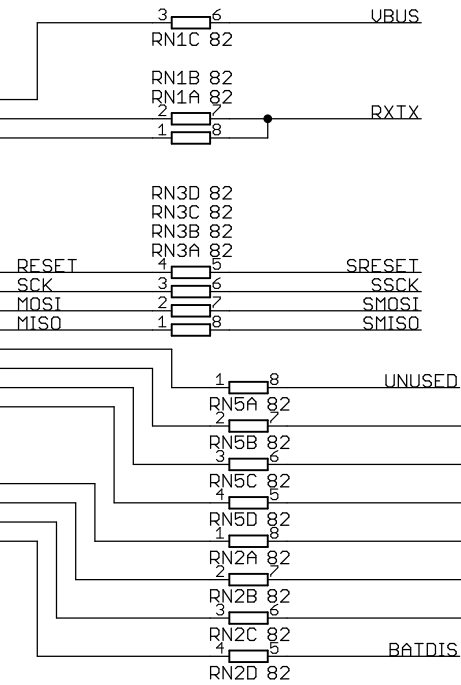 3 6 VBUS
RN1C 82
RN1B 82
RN1A 82
2 7 RXTX
1 8
RN3D 82
RN3C 82
RN3B 82
RN3A 82
RESET 4 5 SRESET
SCK 3 6 SSCK
MOSI 2 7 SMOSI
MISO 1 8 SMISO
1 8 UNUSED
RN5A 82
2 7
RN5B 82
3 6
RN5C 82
4 5
RN5D 82
1 8
RN2A 82
2 7
RN2B 82
3 6
RN2C 82
4 5 BATDIS
RN2D 82